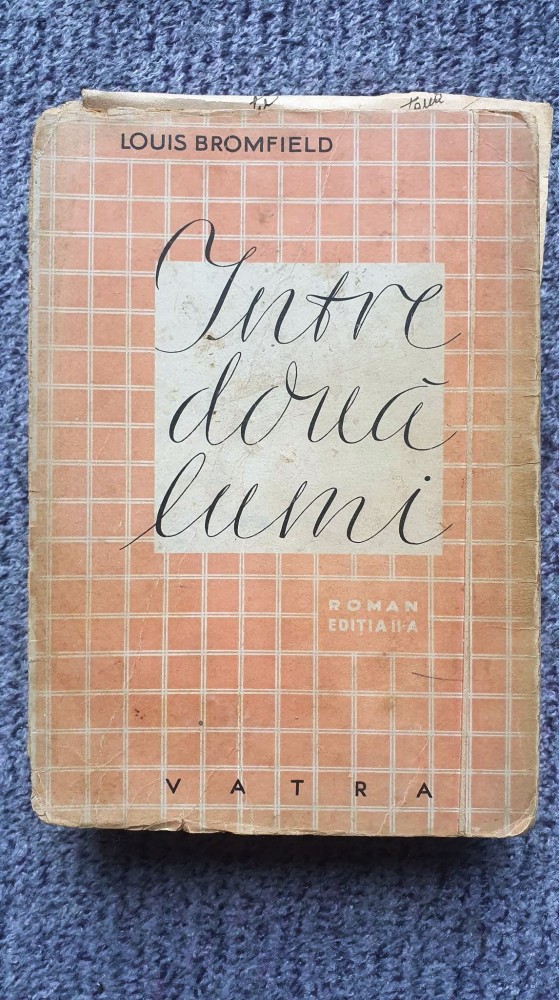 LOUIS BROMFIELD
Intre
două
lumi
ROMAN
EDIȚIA II-A
VATRA